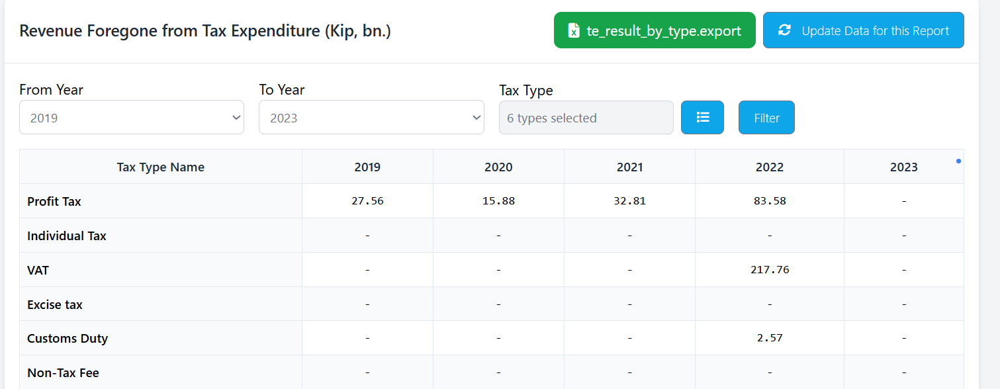 Revenue Foregone from Tax Expenditure (Kip, bn.) te_result_by_type.export Update Data for this Report
From Year To Year Tax Type
2019 2023 6 types selected Filter
Tax Type Name 2019 2020 2021 2022 2023
Profit Tax 27.56 15.88 32.81 83.58 -
Individual Tax - - - - -
VAT - - - 217.76 -
Excise tax - - - - -
Customs Duty - - - 2.57 -
Non-Tax Fee - - - - -